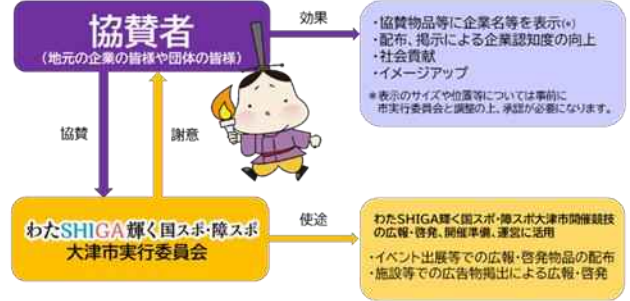 協賛者
(地元の企業の皆様や団体の皆様)
効果
・協賛物品等に企業名等を表示(*)
・配布、掲示による企業認知度の向上
・社会貢献
・イメージアップ
*表示のサイズや位置等については事前に
市実行委員会と調整の上、承認が必要になります。
協賛
謝意
わたSHIGA輝く国スポ・障スポ
大津市実行委員会
使途
わたSHIGA輝く国スポ・障スポ大津市開催競技
の広報・啓発、開催準備、運営に活用
・イベント出展等での広報・啓発物品の配布
・施設等での広告物掲出による広報・啓発